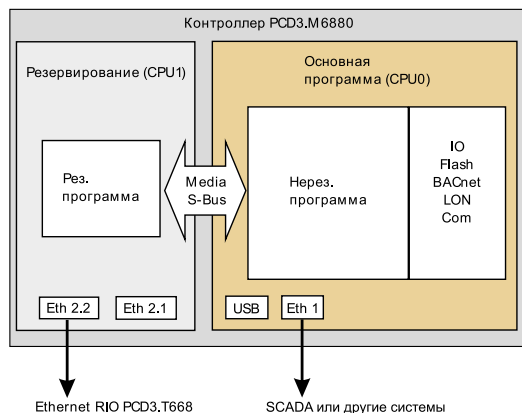 Контроллер PCD3.M6880
Резервирование (CPU1)
Основная
программа (CPU0)
Рез.
программа
Media
S-Bus
Нерез.
программа
IO
Flash
BACnet
LON
Com
Eth 2.2
Eth 2.1
USB
Eth 1
Ethernet RIO PCD3.T668
SCADA или другие системы